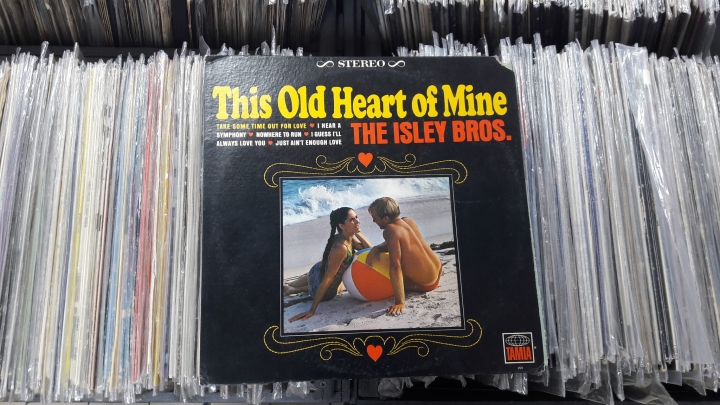 STEREO
This Old Heart of Mine
THE ISLEY BROS.
TAKE SOME TIME OUT FOR LOVE ♥ I HEAR A
SYMPHONY ♥ NOWHERE TO RUN ♥ I GUESS I'LL
ALWAYS LOVE YOU ♥ JUST AIN'T ENOUGH LOVE
TAMLA